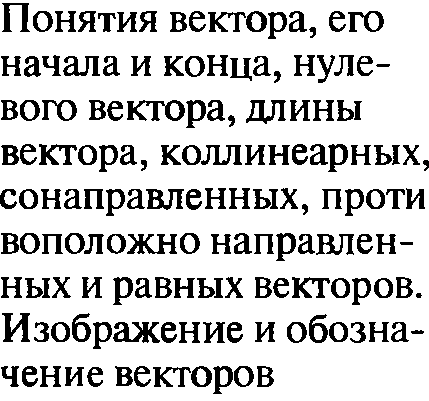 Понятия вектора, его
начала и конца, нуле-
вого вектора, длины
вектора, коллинеарных,
сонаправленных, проти
воположно направлен-
ных и равных векторов.
Изображение и обозна-
чение векторов